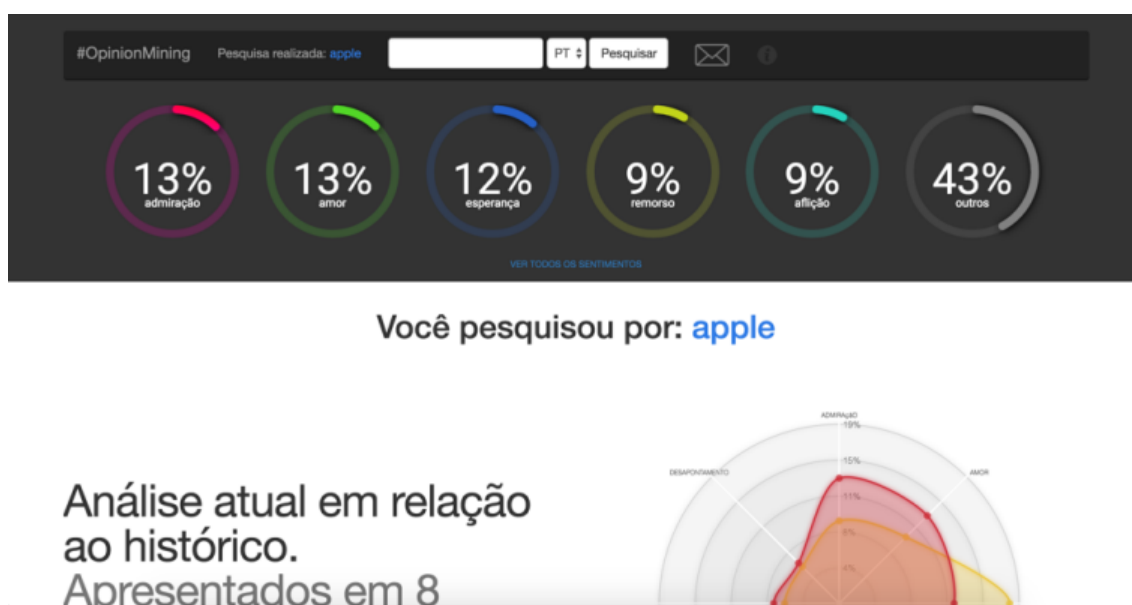 #OpinionMining Pesquisa realizada: apple PT Pesquisar
13% 13% 12% 9% 9% 43%
admiração amor esperança remorso aflição outros
VER TODOS OS SENTIMENTOS
Você pesquisou por: apple
ADMIRAÇÃO
19%
15%
DESAPONTAMENTO AMOR
11%
Análise atual em relação
ao histórico.
8%
4%
Apresentados em 8